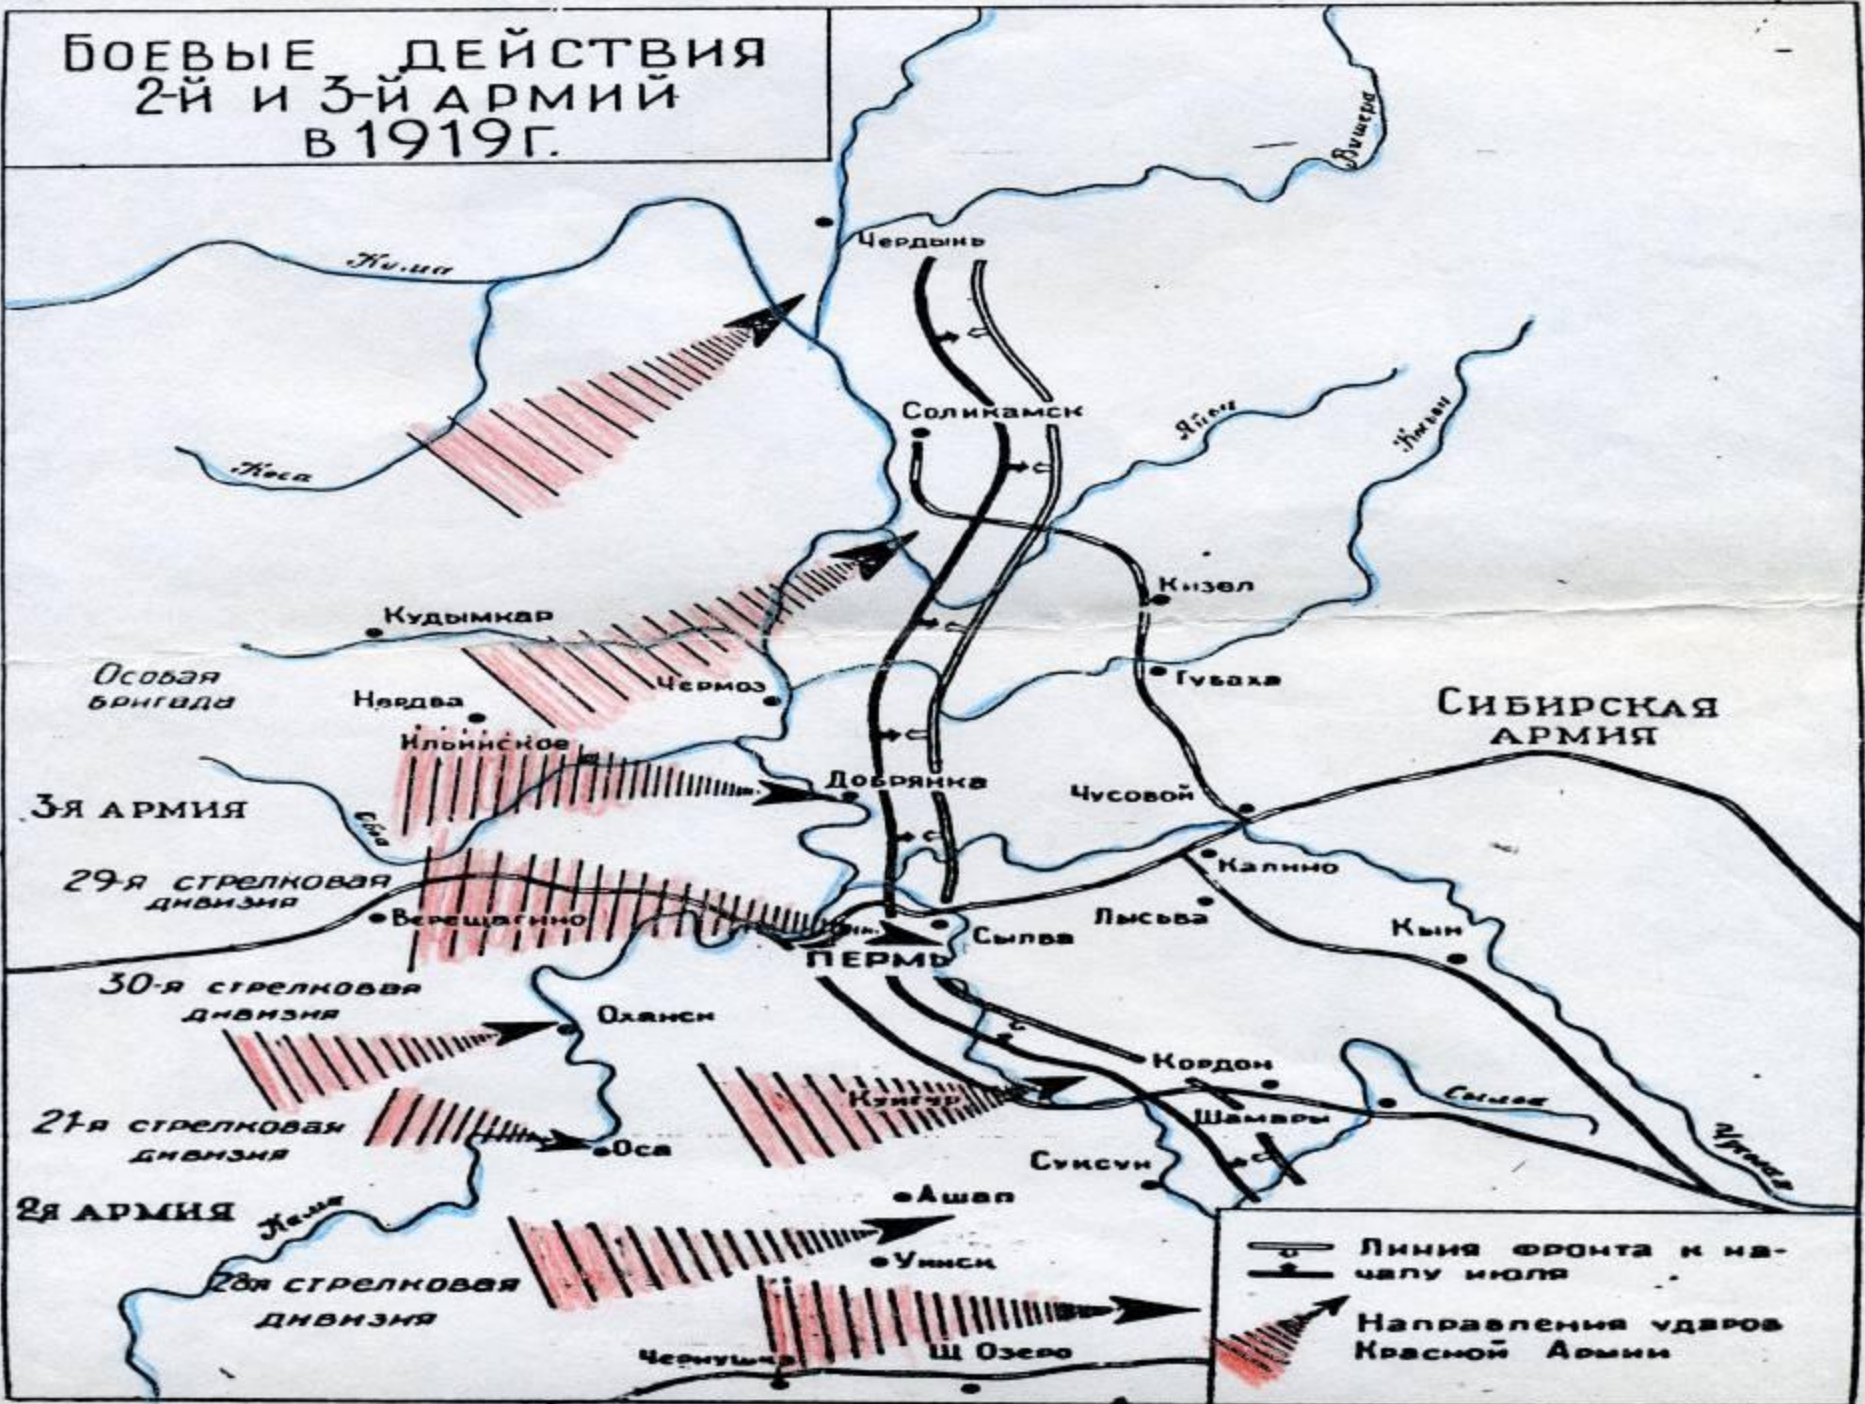 БОЕВЫЕ ДЕЙСТВИЯ
2-Й И 3-Й АРМИЙ
В 1919 Г.
Вишера
Чердынь
Кама
Соликамск
Яйва
Косьва
Коса
Кизел
Кудымкар
Особая
бригада
Чермоз
Нердва
Губаха
СИБИРСКАЯ
АРМИЯ
Ильинское
Добрянка
Чусовой
3-Я АРМИЯ
Обва
Калино
29-я стрелковая
дивизия
Верещагино
Лысьва
Кын
Сылва
ПЕРМЬ
30-я стрелковая
дивизия
Оханск
Кордон
Кунгур
Сылва
Шамары
21-я стрелковая
дивизия
Оса
Суксун
Чусовая
Ашап
2Я АРМИЯ
Кама
Уинск
28я стрелковая
дивизия
Чернушка
Щ Озеро
Линия фронта к на-
чалу июля
Направления ударов
Красной Армии